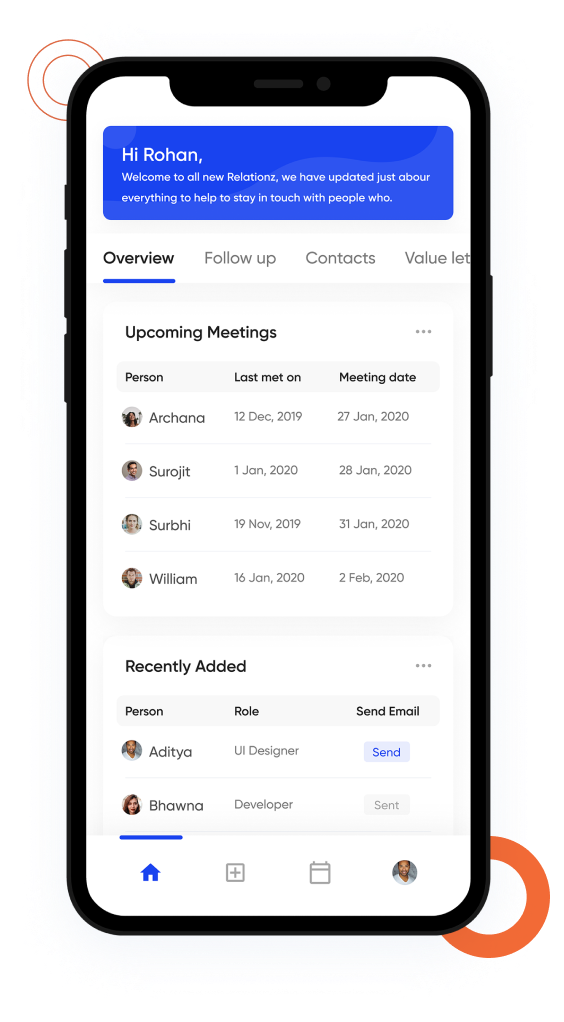 Hi Rohan,
Welcome to all new Relationz, we have updated just abour
everything to help to stay in touch with people who.
Overview Follow up Contacts Value let
Upcoming Meetings
Person Last met on Meeting date
Archana 12 Dec, 2019 27 Jan, 2020
Surojit 1 Jan, 2020 28 Jan, 2020
Surbhi 19 Nov, 2019 31 Jan, 2020
William 16 Jan, 2020 2 Feb, 2020
Recently Added
Person Role Send Email
Aditya UI Designer Send
Bhawna Developer Sent